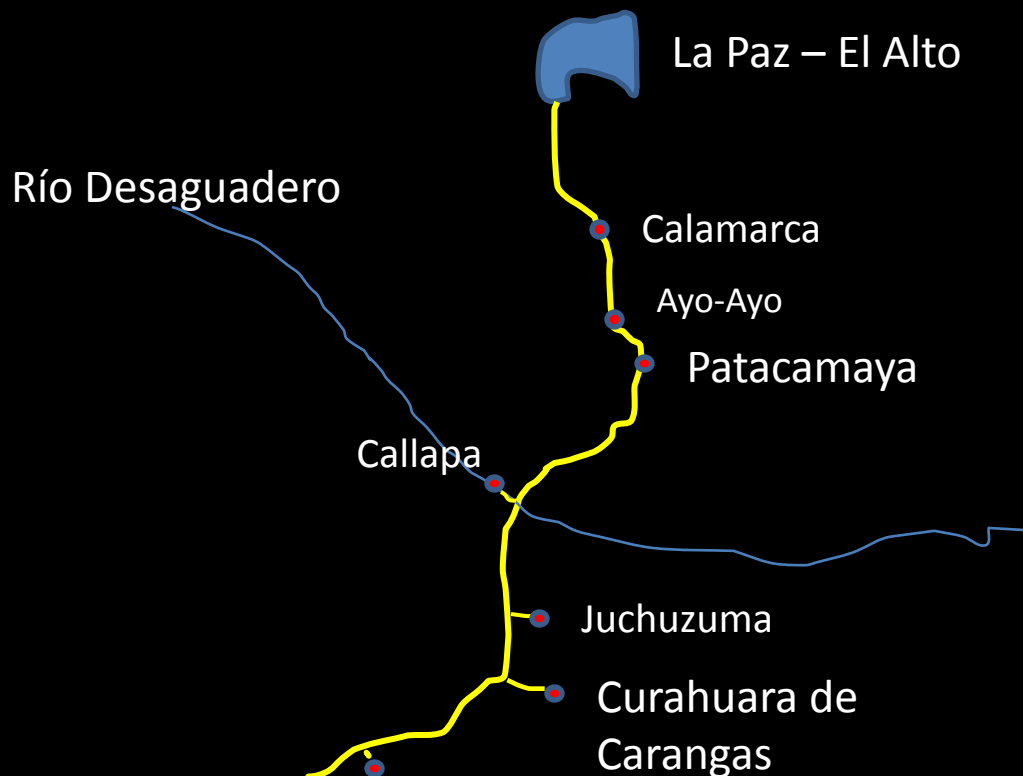 La Paz – El Alto
Río Desaguadero
Calamarca
Ayo-Ayo
Patacamaya
Callapa
Juchuzuma
Curahuara de
Carangas